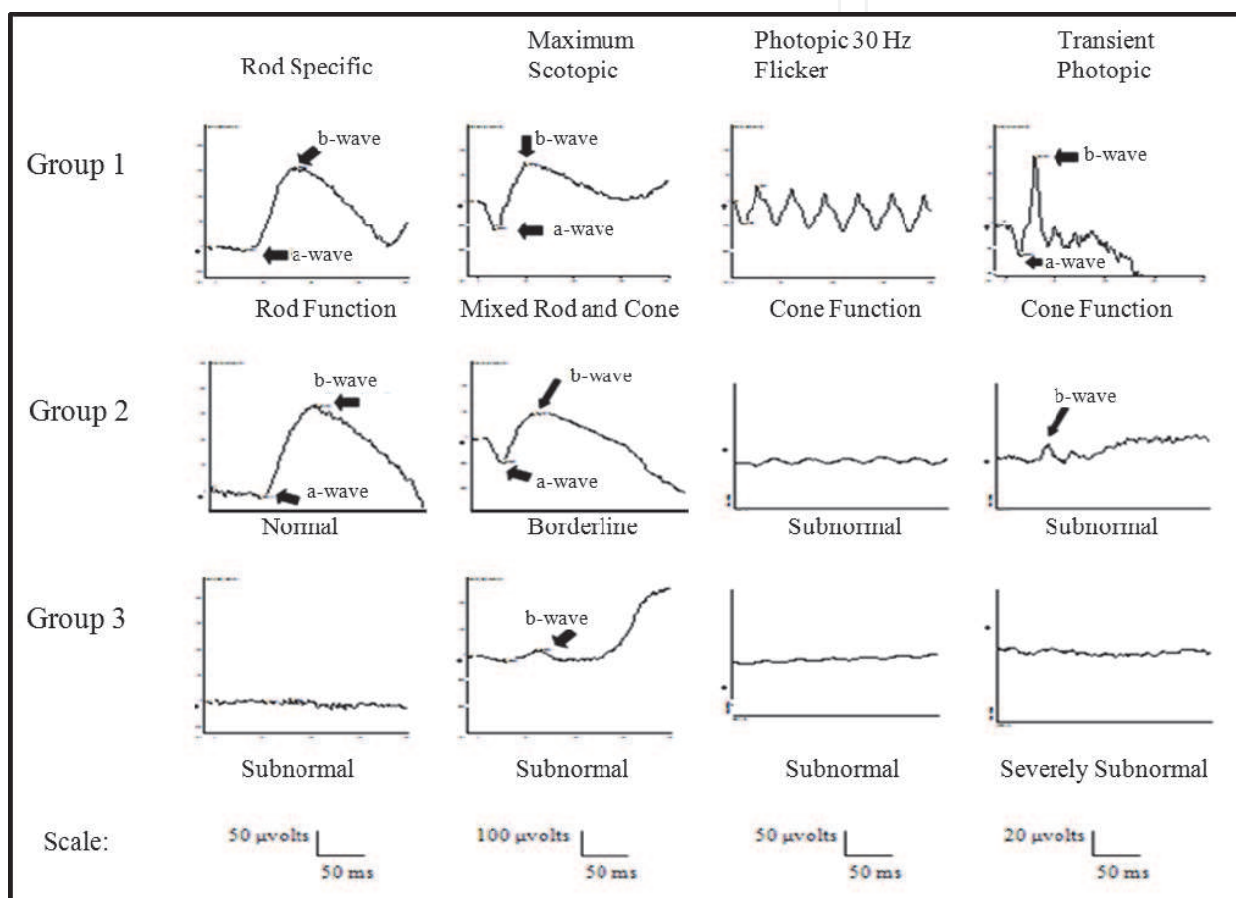 Rod Specific
Maximum
Scotopic
Photopic 30 Hz
Flicker
Transient
Photopic
Group 1
b-wave
a-wave
b-wave
a-wave
b-wave
a-wave
Rod Function
Mixed Rod and Cone
Cone Function
Cone Function
Group 2
b-wave
a-wave
b-wave
a-wave
b-wave
Normal
Borderline
Subnormal
Subnormal
Group 3
b-wave
Subnormal
Subnormal
Subnormal
Severely Subnormal
Scale:
50 µvolts
50 ms
100 µvolts
50 ms
50 µvolts
50 ms
20 µvolts
50 ms